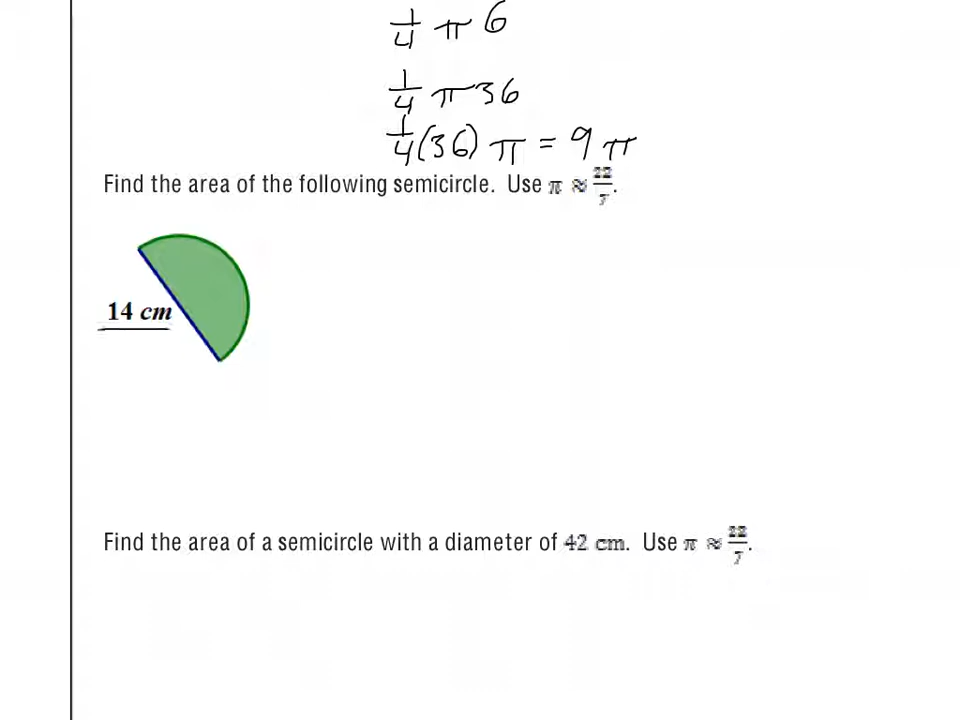 1/4 π 6
1/4 π 36
1/4 (36) π = 9 π
Find the area of the following semicircle. Use π ≈ 22/7.
14 cm
Find the area of a semicircle with a diameter of 42 cm. Use π ≈ 22/7.